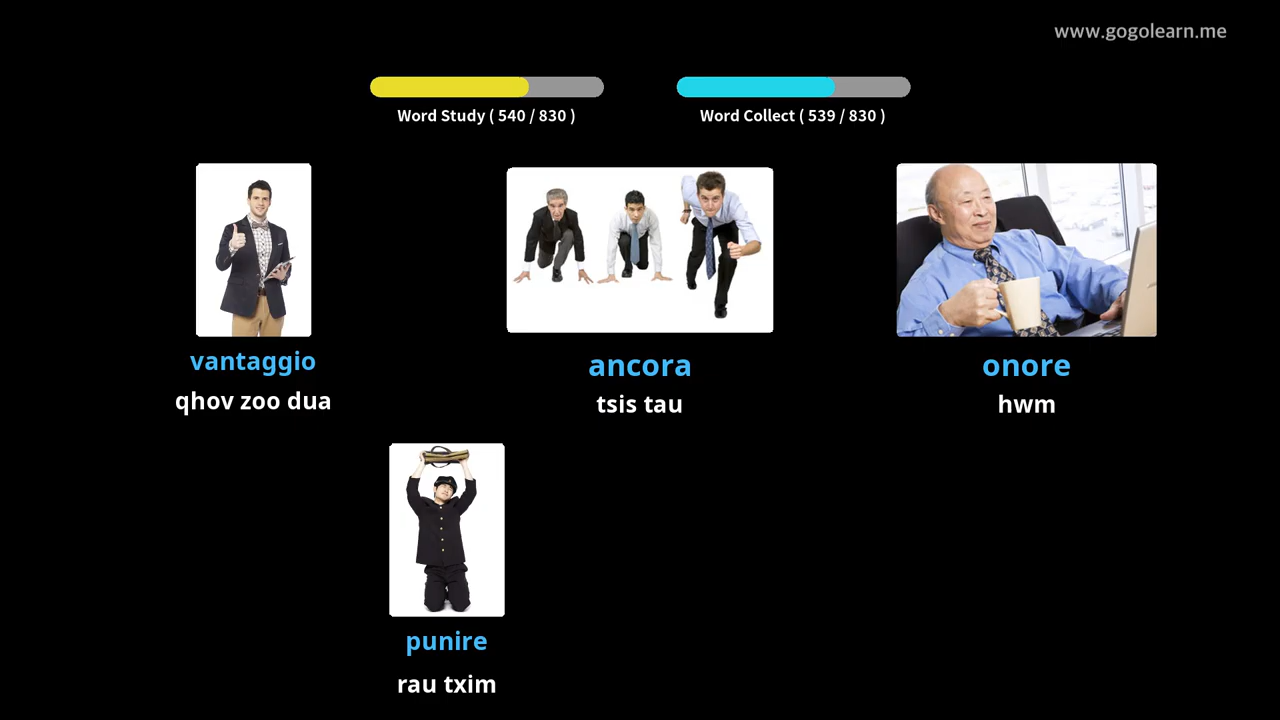 www.gogolearn.me
Word Study ( 540 / 830 )
Word Collect ( 539 / 830 )
vantaggio
qhov zoo dua
ancora
tsis tau
onore
hwm
punire
rau txim